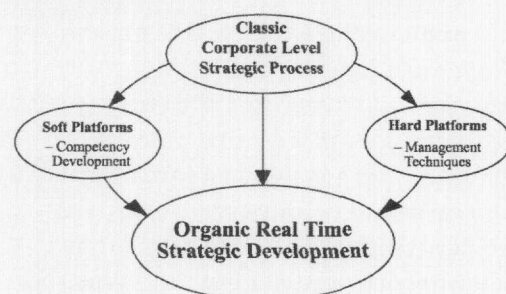 Classic
Corporate Level
Strategic Process
Soft Platforms
– Competency
Development
Hard Platforms
– Management
Techniques
Organic Real Time
Strategic Development